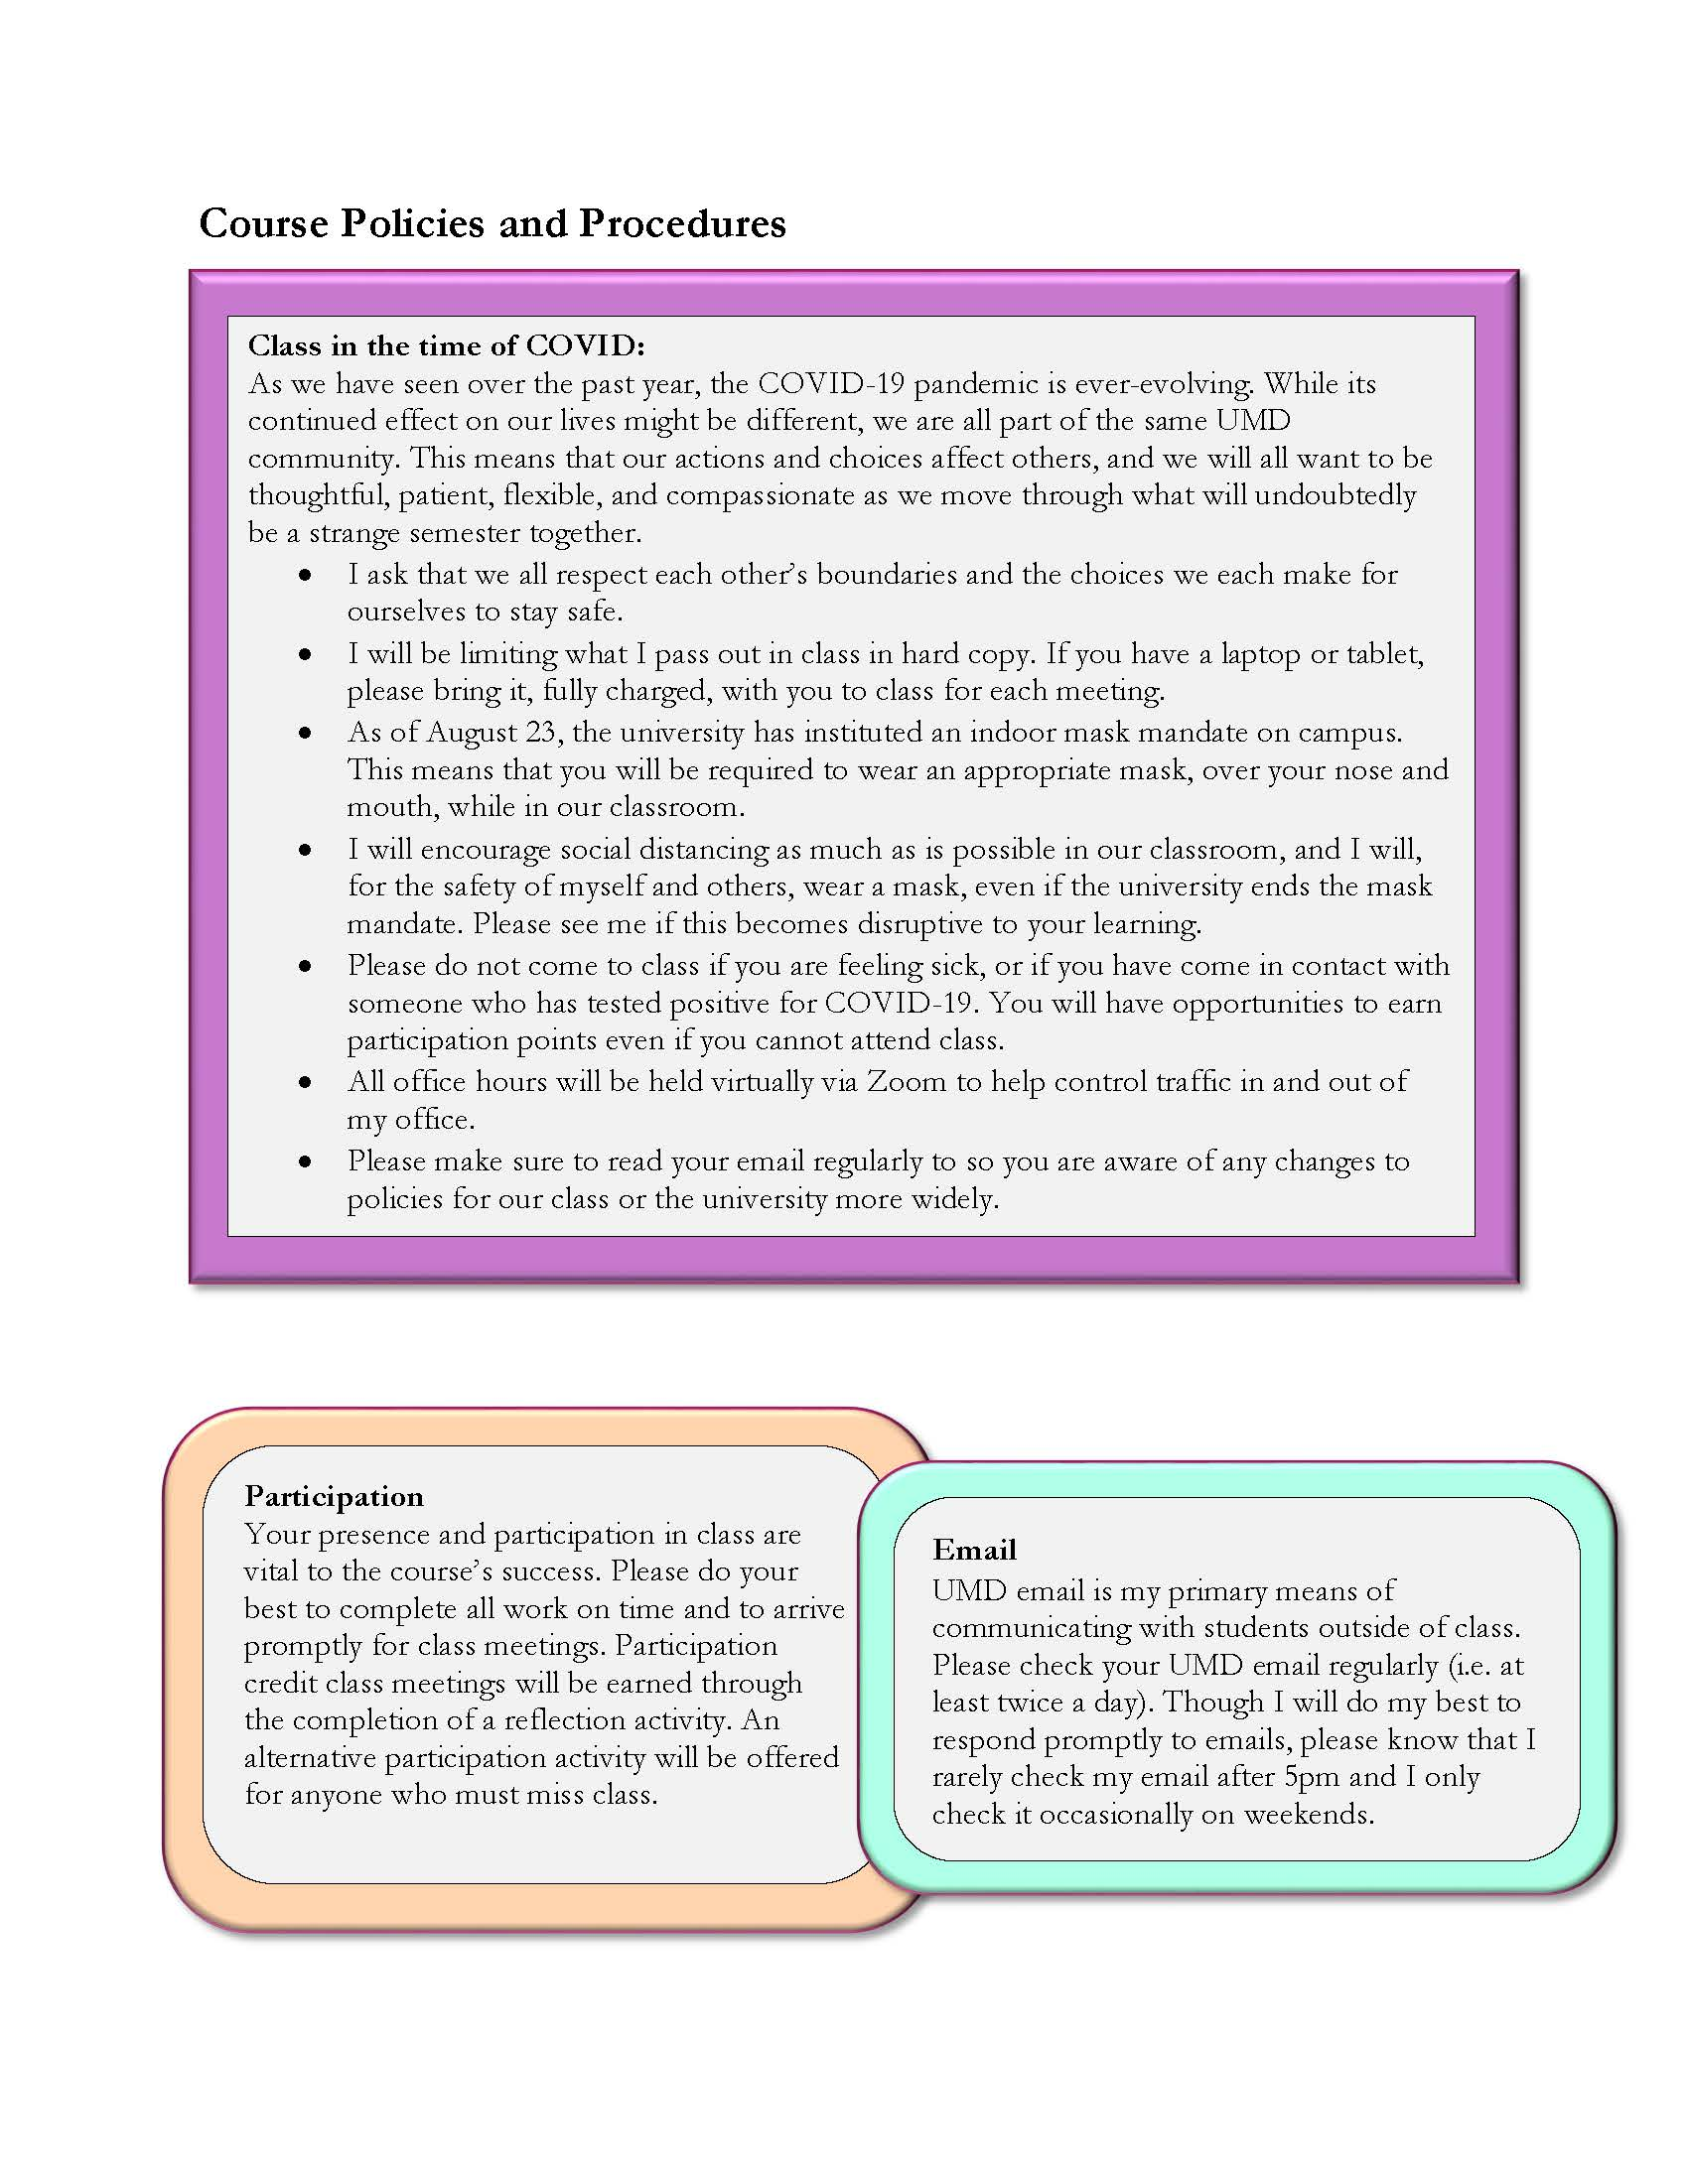 Course Policies and Procedures
Class in the time of COVID:
As we have seen over the past year, the COVID-19 pandemic is ever-evolving. While its
continued effect on our lives might be different, we are all part of the same UMD
community. This means that our actions and choices affect others, and we will all want to be
thoughtful, patient, flexible, and compassionate as we move through what will undoubtedly
be a strange semester together.
• I ask that we all respect each other’s boundaries and the choices we each make for
ourselves to stay safe.
• I will be limiting what I pass out in class in hard copy. If you have a laptop or tablet,
please bring it, fully charged, with you to class for each meeting.
• As of August 23, the university has instituted an indoor mask mandate on campus.
This means that you will be required to wear an appropriate mask, over your nose and
mouth, while in our classroom.
• I will encourage social distancing as much as is possible in our classroom, and I will,
for the safety of myself and others, wear a mask, even if the university ends the mask
mandate. Please see me if this becomes disruptive to your learning.
• Please do not come to class if you are feeling sick, or if you have come in contact with
someone who has tested positive for COVID-19. You will have opportunities to earn
participation points even if you cannot attend class.
• All office hours will be held virtually via Zoom to help control traffic in and out of
my office.
• Please make sure to read your email regularly to so you are aware of any changes to
policies for our class or the university more widely.
Participation
Your presence and participation in class are
vital to the course’s success. Please do your
best to complete all work on time and to arrive
promptly for class meetings. Participation
credit class meetings will be earned through
the completion of a reflection activity. An
alternative participation activity will be offered
for anyone who must miss class.
Email
UMD email is my primary means of
communicating with students outside of class.
Please check your UMD email regularly (i.e. at
least twice a day). Though I will do my best to
respond promptly to emails, please know that I
rarely check my email after 5pm and I only
check it occasionally on weekends.